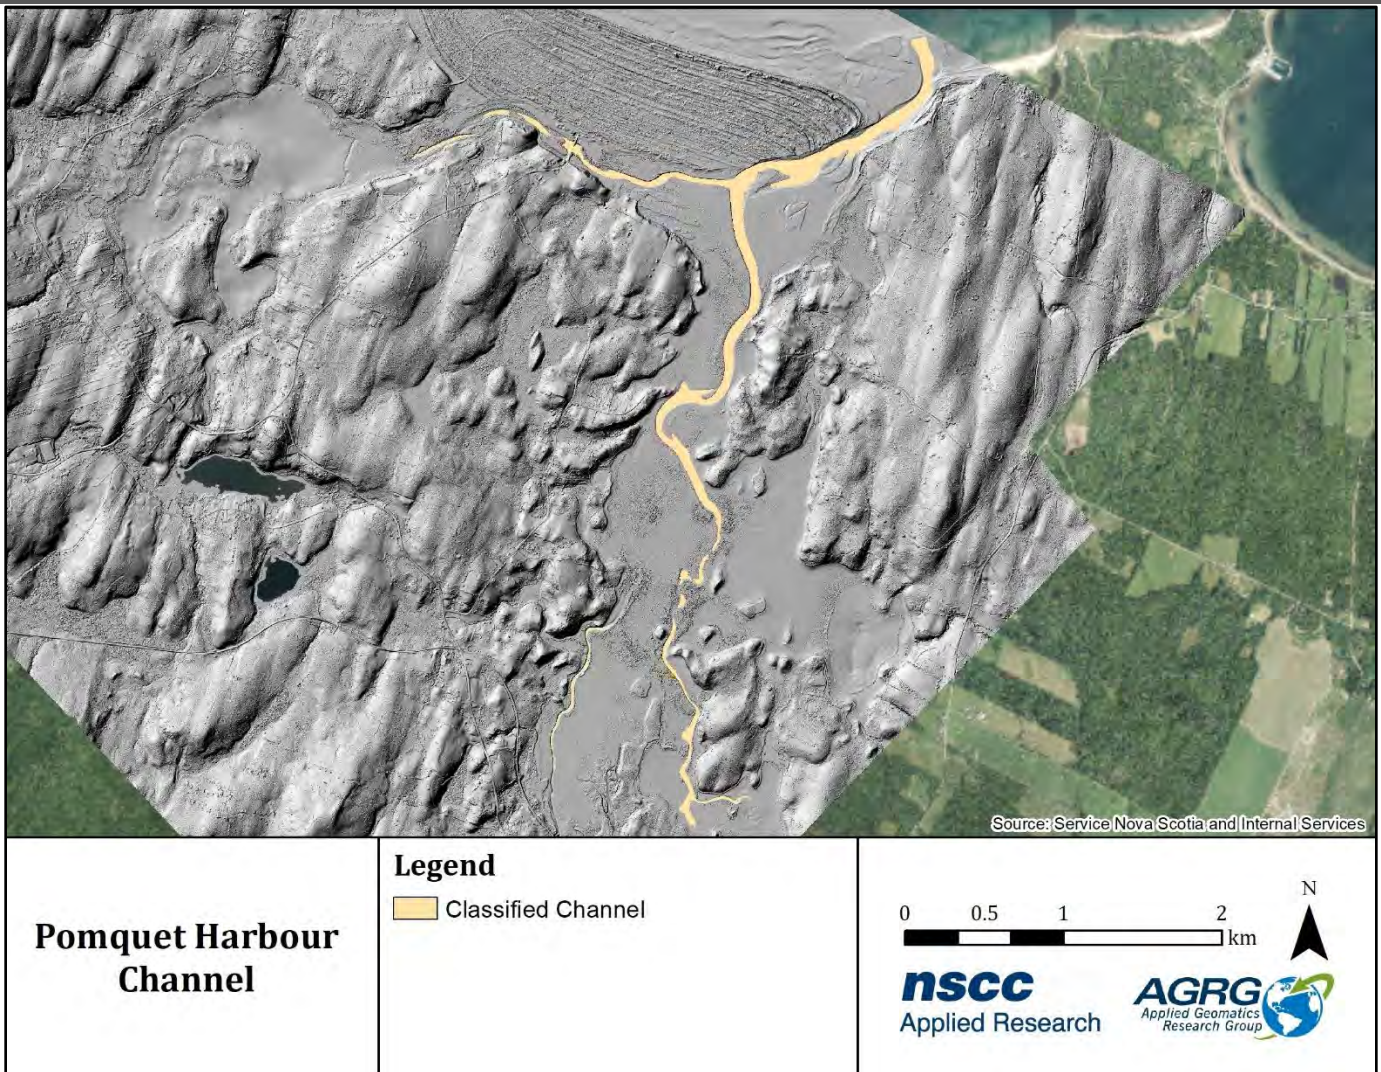 Source: Service Nova Scotia and Internal Services
Pomquet Harbour
Channel
Legend
Classified Channel
0 0.5 1 2
km
N
nscc
Applied Research
AGRG
Applied Geomatics
Research Group